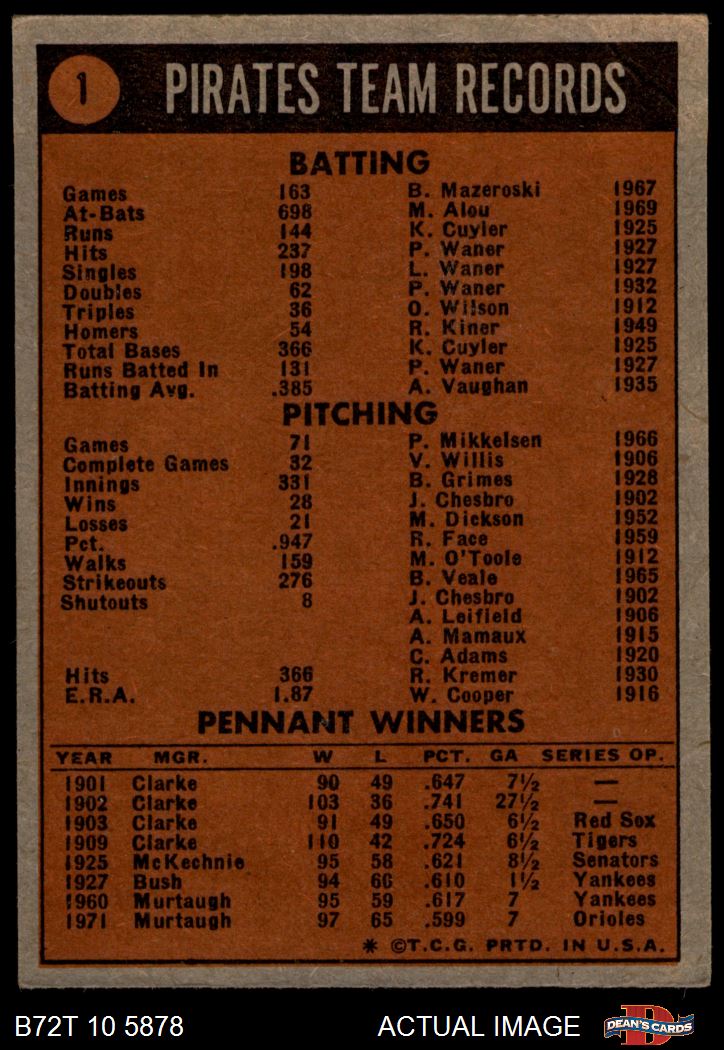 1 PIRATES TEAM RECORDS
BATTING
Games 163 B. Mazeroski 1967
At-Bats 698 M. Alou 1969
Runs 144 K. Cuyler 1925
Hits 237 P. Waner 1927
Singles 198 L. Waner 1927
Doubles 62 P. Waner 1932
Triples 36 O. Wilson 1912
Homers 54 R. Kiner 1949
Total Bases 366 K. Cuyler 1925
Runs Batted In 131 P. Waner 1927
Batting Avg. .385 A. Vaughan 1935
PITCHING
Games 71 P. Mikkelsen 1966
Complete Games 32 V. Willis 1906
Innings 331 B. Grimes 1928
Wins 28 J. Chesbro 1902
Losses 21 M. Dickson 1952
Pct. .947 R. Face 1959
Walks 159 M. O'Toole 1912
Strikeouts 276 B. Veale 1965
Shutouts 8 J. Chesbro 1902
A. Leifield 1906
A. Mamaux 1915
C. Adams 1920
Hits 366 R. Kremer 1930
E.R.A. 1.87 W. Cooper 1916
PENNANT WINNERS
YEAR MGR. W L PCT. GA SERIES OP.
1901 Clarke 90 49 .647 7½ —
1902 Clarke 103 36 .741 27½ —
1903 Clarke 91 49 .650 6½ Red Sox
1909 Clarke 110 42 .724 6½ Tigers
1925 McKechnie 95 58 .621 8½ Senators
1927 Bush 94 60 .610 1½ Yankees
1960 Murtaugh 95 59 .617 7 Yankees
1971 Murtaugh 97 65 .599 7 Orioles
* ©T.C.G. PRTD. IN U.S.A.
B72T 10 5878 ACTUAL IMAGE D DEAN'S CARDS